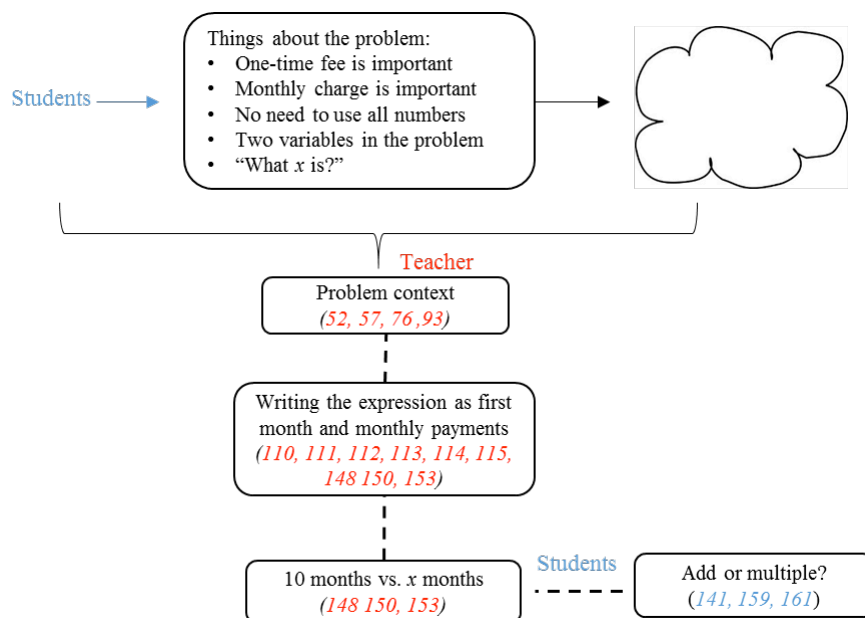 Things about the problem:
• One-time fee is important
• Monthly charge is important
• No need to use all numbers
• Two variables in the problem
• “What x is?”
Students
Teacher
Problem context
(52, 57, 76 ,93)
Writing the expression as first
month and monthly payments
(110, 111, 112, 113, 114, 115,
148 150, 153)
10 months vs. x months
(148 150, 153)
Students
Add or multiple?
(141, 159, 161)